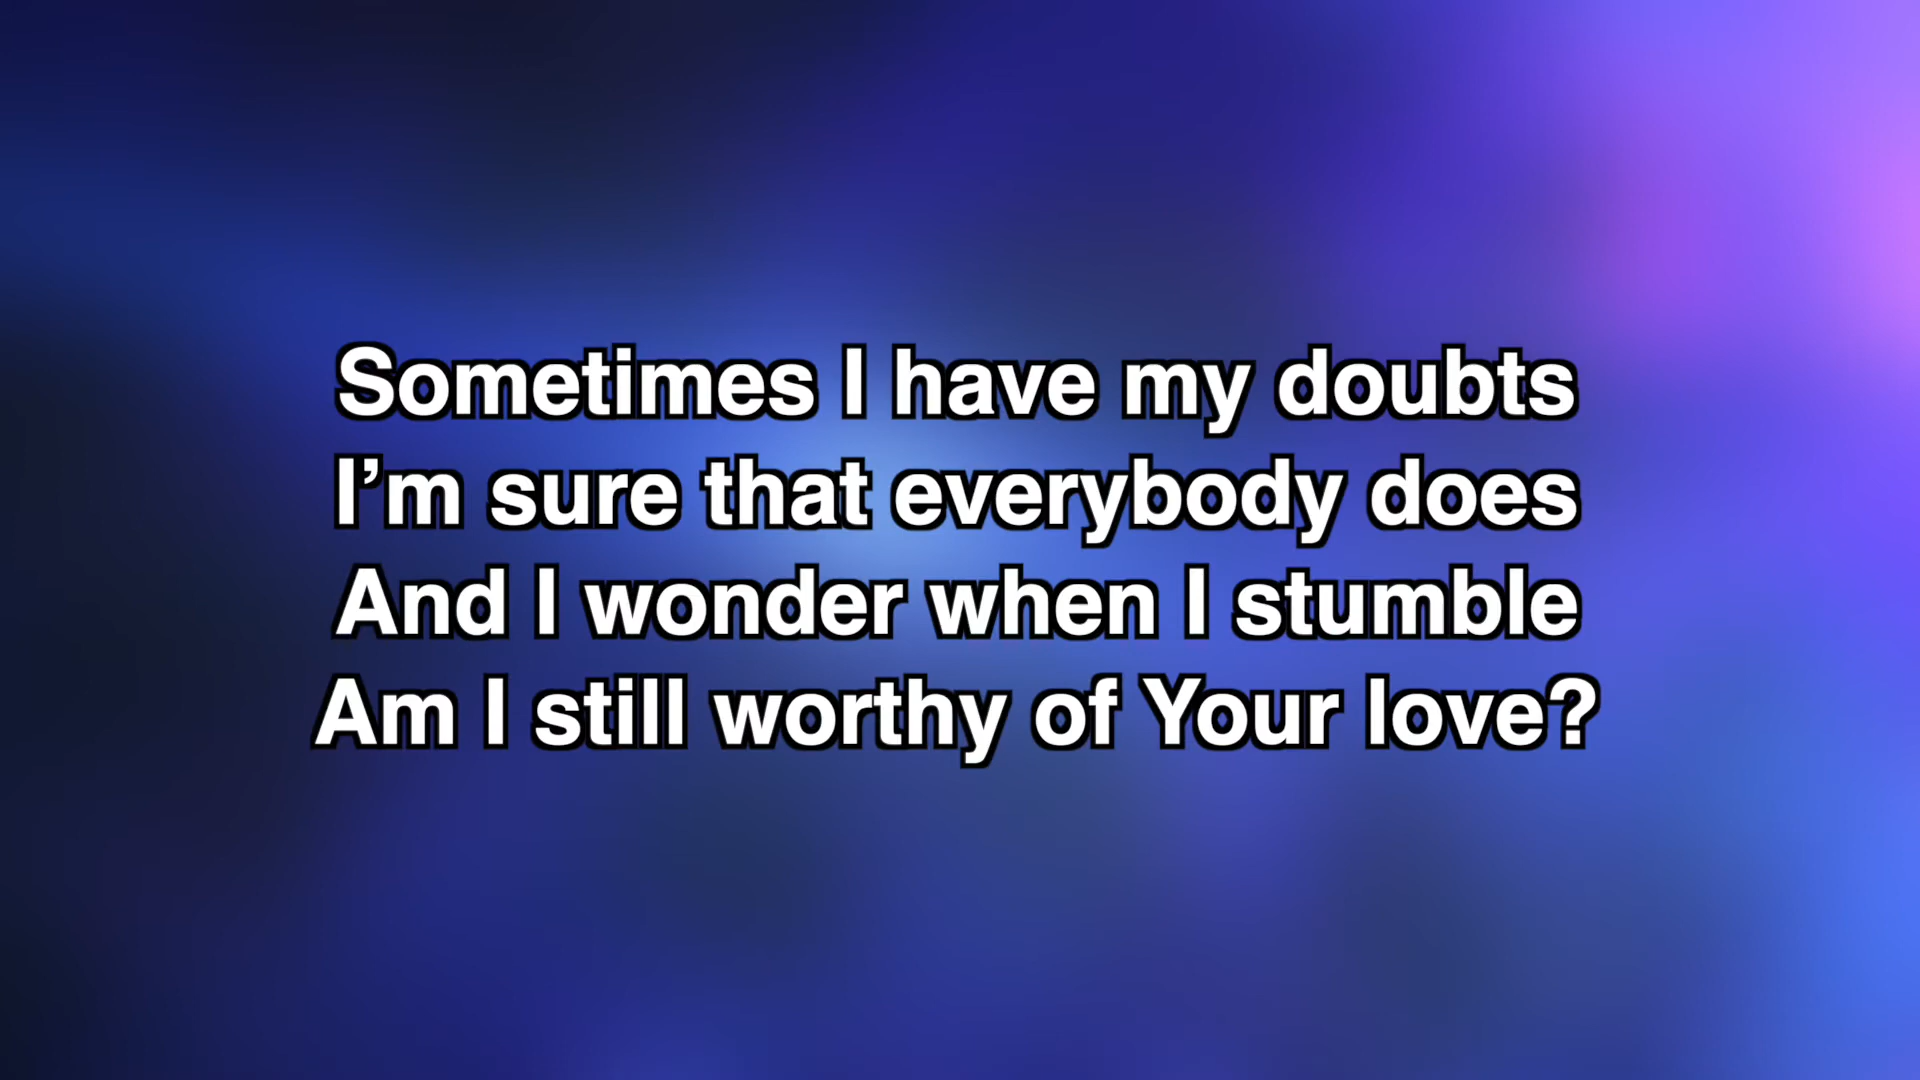 Sometimes I have my doubts
I’m sure that everybody does
And I wonder when I stumble
Am I still worthy of Your love?